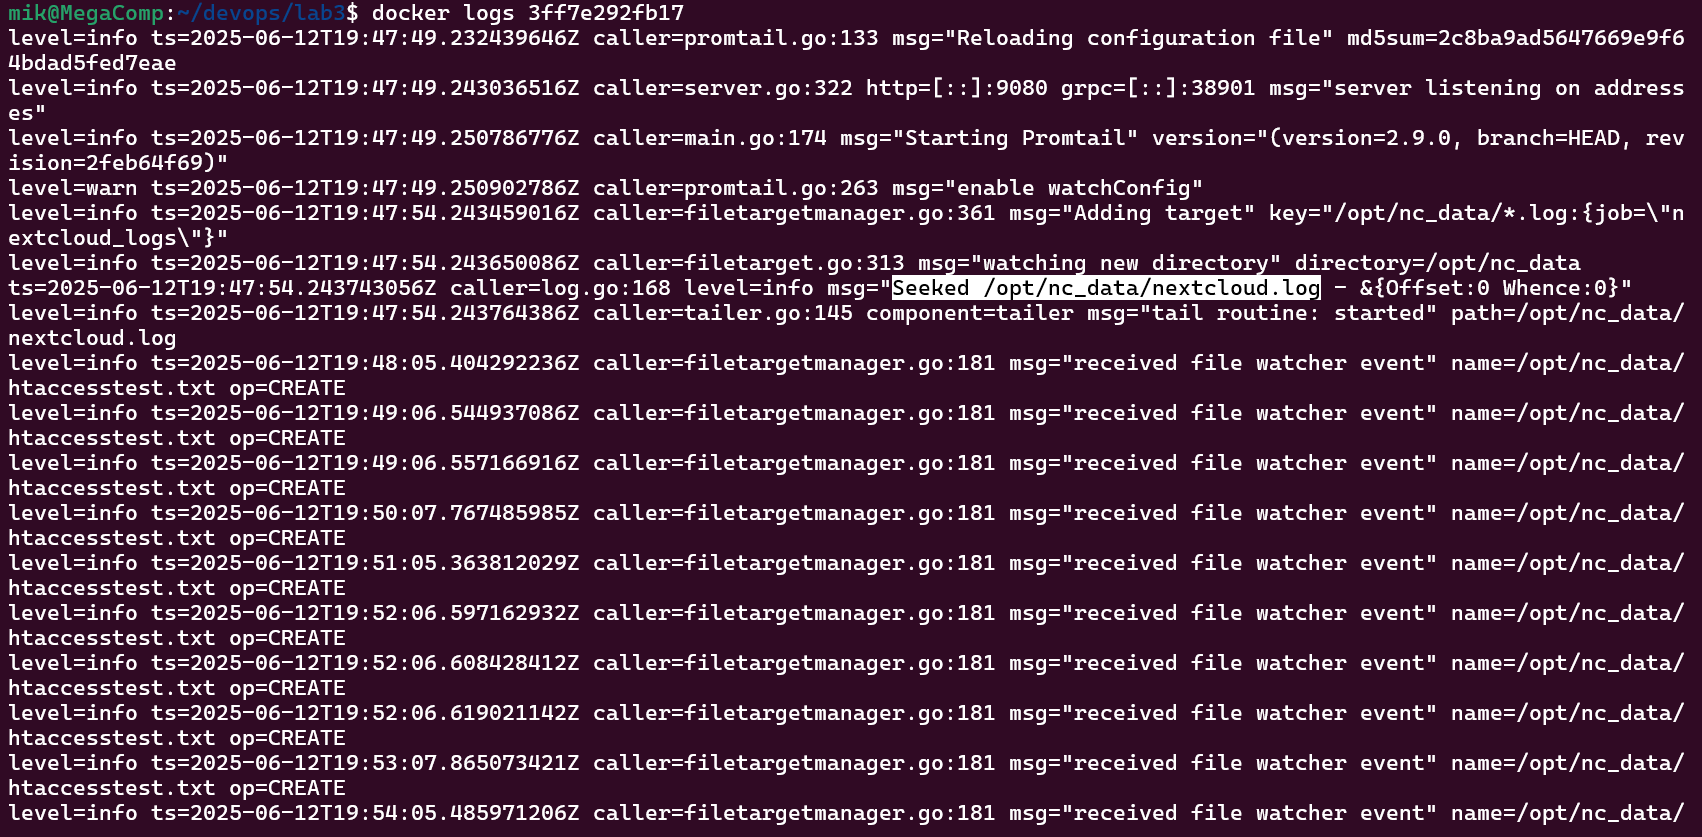 mik@MegaComp:~/devops/lab3$ docker logs 3ff7e292fb17
level=info ts=2025-06-12T19:47:49.232439646Z caller=promtail.go:133 msg="Reloading configuration file" md5sum=2c8ba9ad5647669e9f6
4bdad5fed7eae
level=info ts=2025-06-12T19:47:49.243036516Z caller=server.go:322 http=[::]:9080 grpc=[::]:38901 msg="server listening on address
es"
level=info ts=2025-06-12T19:47:49.250786776Z caller=main.go:174 msg="Starting Promtail" version="(version=2.9.0, branch=HEAD, rev
ision=2feb64f69)"
level=warn ts=2025-06-12T19:47:49.250902786Z caller=promtail.go:263 msg="enable watchConfig"
level=info ts=2025-06-12T19:47:54.243459016Z caller=filetargetmanager.go:361 msg="Adding target" key="/opt/nc_data/*.log:{job=\"n
extcloud_logs\"}"
level=info ts=2025-06-12T19:47:54.243650086Z caller=filetarget.go:313 msg="watching new directory" directory=/opt/nc_data
ts=2025-06-12T19:47:54.243743056Z caller=log.go:168 level=info msg="Seeked /opt/nc_data/nextcloud.log - &{Offset:0 Whence:0}"
level=info ts=2025-06-12T19:47:54.243764386Z caller=tailer.go:145 component=tailer msg="tail routine: started" path=/opt/nc_data/
nextcloud.log
level=info ts=2025-06-12T19:48:05.404292236Z caller=filetargetmanager.go:181 msg="received file watcher event" name=/opt/nc_data/
htaccesstest.txt op=CREATE
level=info ts=2025-06-12T19:49:06.544937086Z caller=filetargetmanager.go:181 msg="received file watcher event" name=/opt/nc_data/
htaccesstest.txt op=CREATE
level=info ts=2025-06-12T19:49:06.557166916Z caller=filetargetmanager.go:181 msg="received file watcher event" name=/opt/nc_data/
htaccesstest.txt op=CREATE
level=info ts=2025-06-12T19:50:07.767485985Z caller=filetargetmanager.go:181 msg="received file watcher event" name=/opt/nc_data/
htaccesstest.txt op=CREATE
level=info ts=2025-06-12T19:51:05.363812029Z caller=filetargetmanager.go:181 msg="received file watcher event" name=/opt/nc_data/
htaccesstest.txt op=CREATE
level=info ts=2025-06-12T19:52:06.597162932Z caller=filetargetmanager.go:181 msg="received file watcher event" name=/opt/nc_data/
htaccesstest.txt op=CREATE
level=info ts=2025-06-12T19:52:06.608428412Z caller=filetargetmanager.go:181 msg="received file watcher event" name=/opt/nc_data/
htaccesstest.txt op=CREATE
level=info ts=2025-06-12T19:52:06.619021142Z caller=filetargetmanager.go:181 msg="received file watcher event" name=/opt/nc_data/
htaccesstest.txt op=CREATE
level=info ts=2025-06-12T19:53:07.865073421Z caller=filetargetmanager.go:181 msg="received file watcher event" name=/opt/nc_data/
htaccesstest.txt op=CREATE
level=info ts=2025-06-12T19:54:05.485971206Z caller=filetargetmanager.go:181 msg="received file watcher event" name=/opt/nc_data/